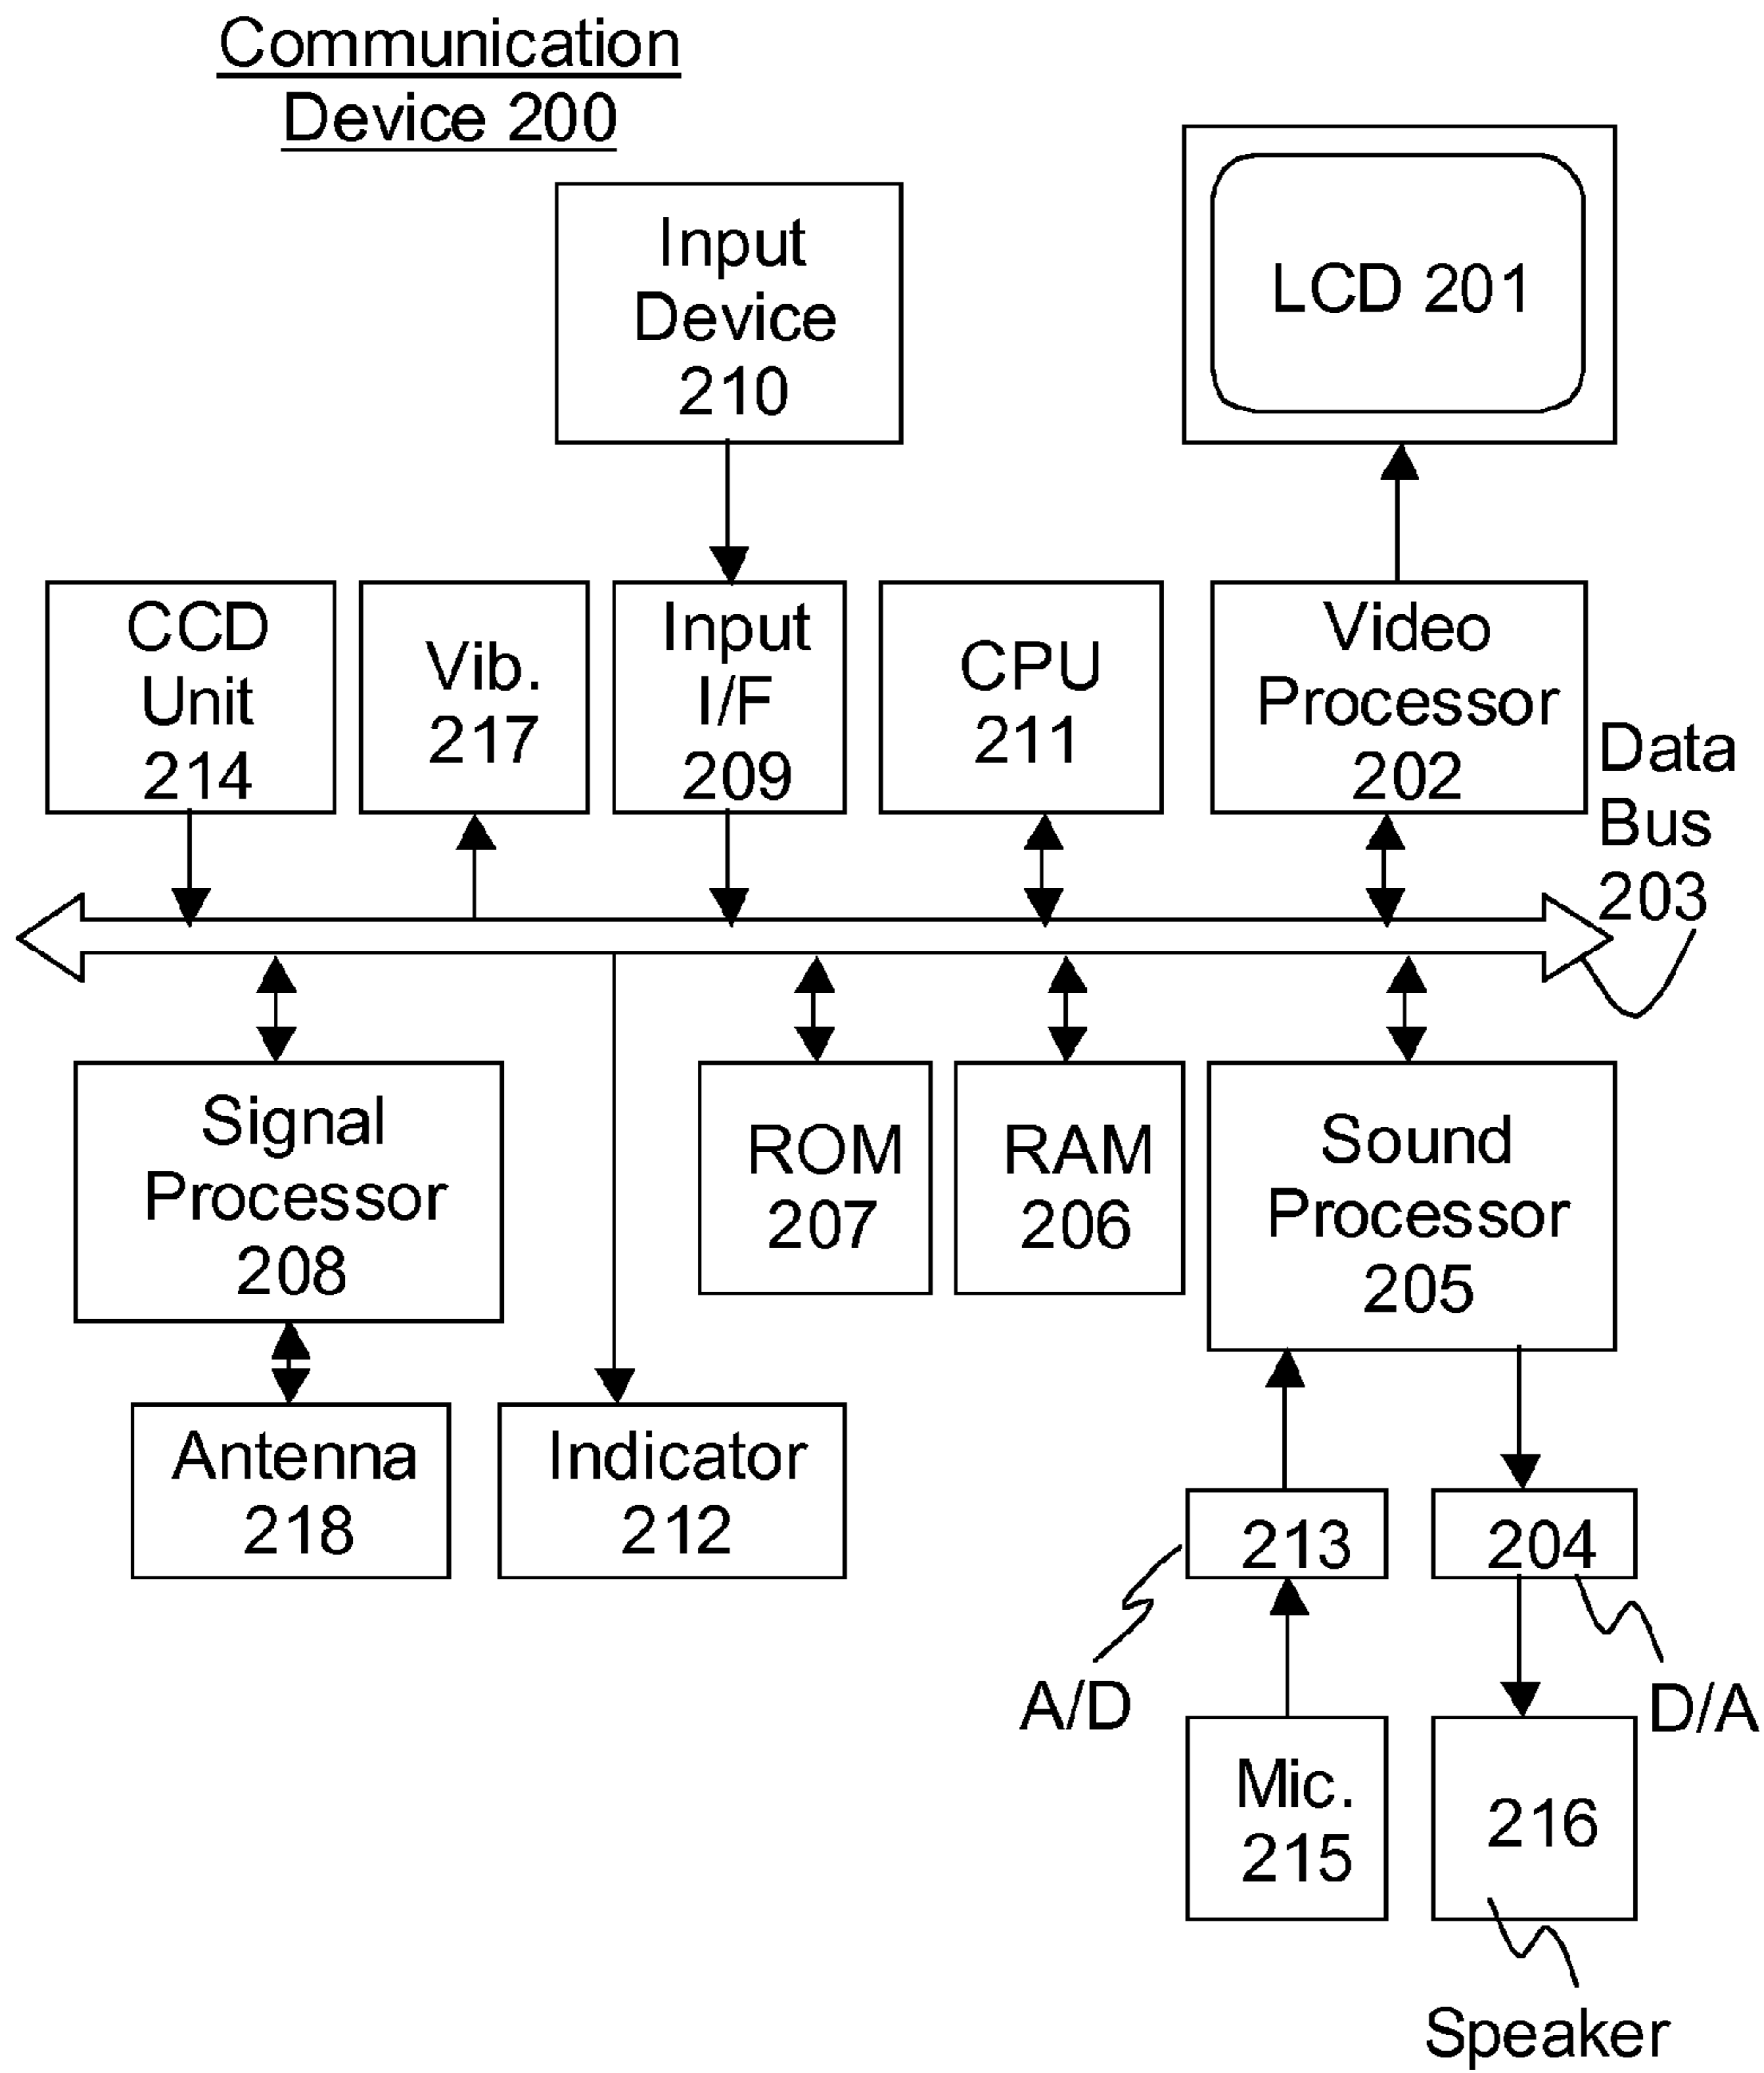 Communication
Device 200
Input
Device
210
LCD 201
CCD
Unit
214
Vib.
217
Input
I/F
209
CPU
211
Video
Processor
202
Data
Bus
203
Signal
Processor
208
ROM
207
RAM
206
Sound
Processor
205
Antenna
218
Indicator
212
213
204
A/D
D/A
Mic.
215
216
Speaker